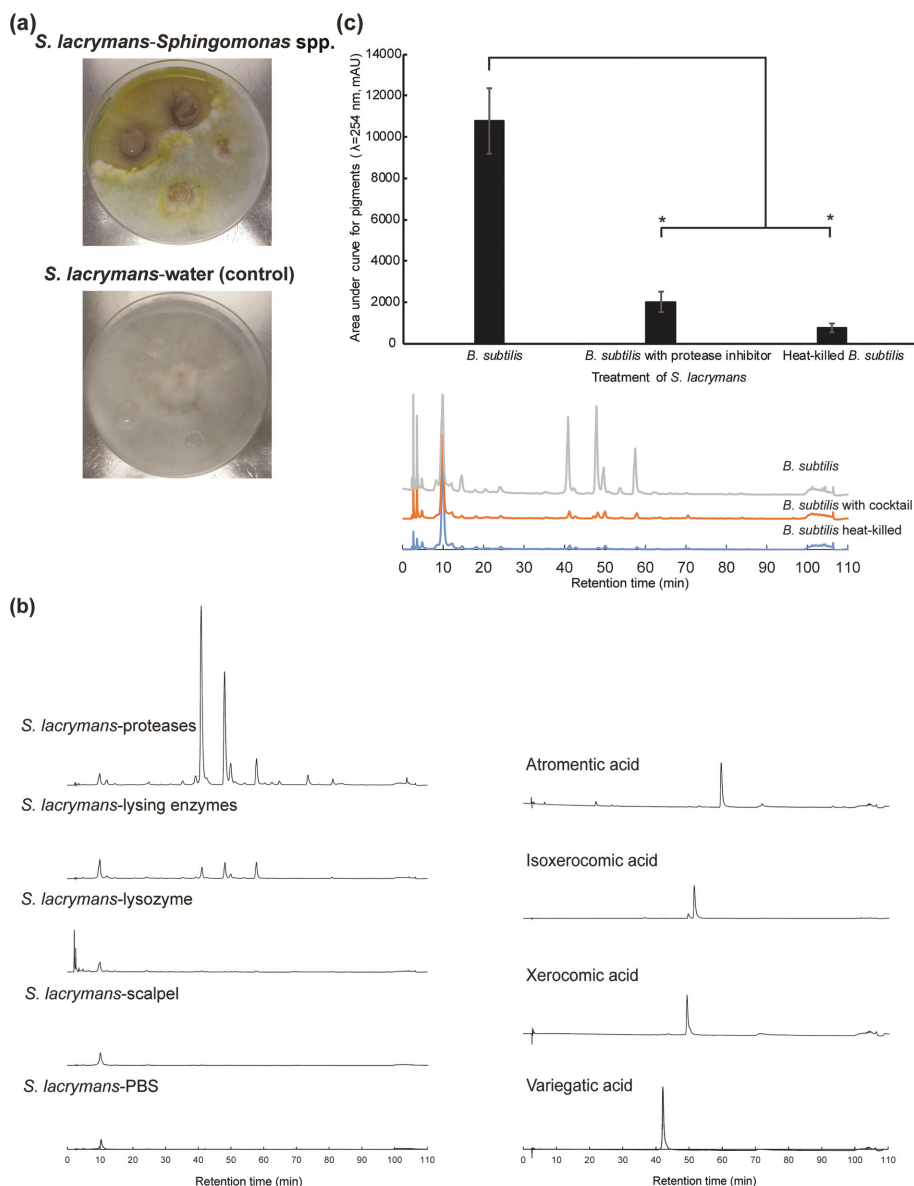 (a)
S. lacrymans-Sphingomonas spp.
S. lacrymans-water (control)
(c)
Area under curve for pigments (λ=254 nm, mAU)
14000
12000
10000
8000
6000
4000
2000
0
*
*
B. subtilis
B. subtilis with protease inhibitor
Heat-killed B. subtilis
Treatment of S. lacrymans
B. subtilis
B. subtilis with cocktail
B. subtilis heat-killed
0 10 20 30 40 50 60 70 80 90 100 110
Retention time (min)
(b)
S. lacrymans-proteases
S. lacrymans-lysing enzymes
S. lacrymans-lysozyme
S. lacrymans-scalpel
S. lacrymans-PBS
0 10 20 30 40 50 60 70 80 90 100 110
Retention time (min)
Atromentic acid
Isoxerocomic acid
Xerocomic acid
Variegatic acid
0 10 20 30 40 50 60 70 80 90 100 110
Retention time (min)